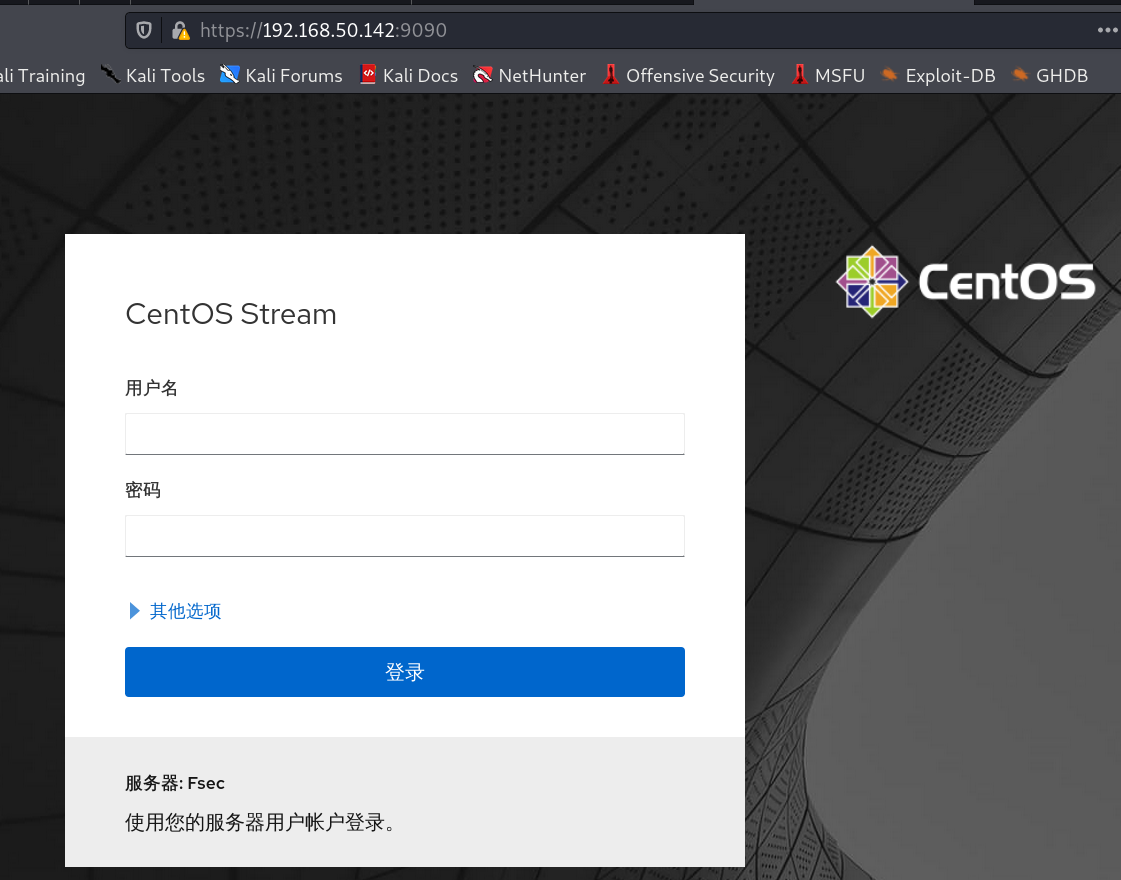 https://192.168.50.142:9090
ali Training Kali Tools Kali Forums Kali Docs NetHunter Offensive Security MSFU Exploit-DB GHDB
CentOS
CentOS Stream
用户名
密码
其他选项
登录
服务器: Fsec
使用您的服务器用户帐户登录。